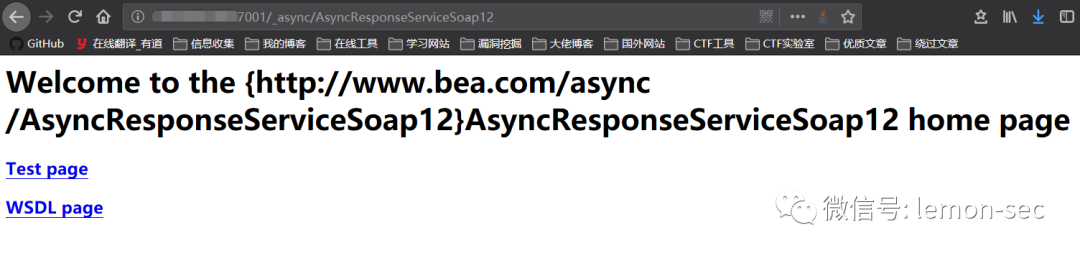 7001/_async/AsyncResponseServiceSoap12
GitHub 在线翻译_有道 信息收集 我的博客 在线工具 学习网站 漏洞挖掘 大佬博客 国外网站 CTF工具 CTF实验室 优质文章 绕过文章
Welcome to the {http://www.bea.com/async
/AsyncResponseServiceSoap12}AsyncResponseServiceSoap12 home page
Test page
WSDL page
微信号: lemon-sec